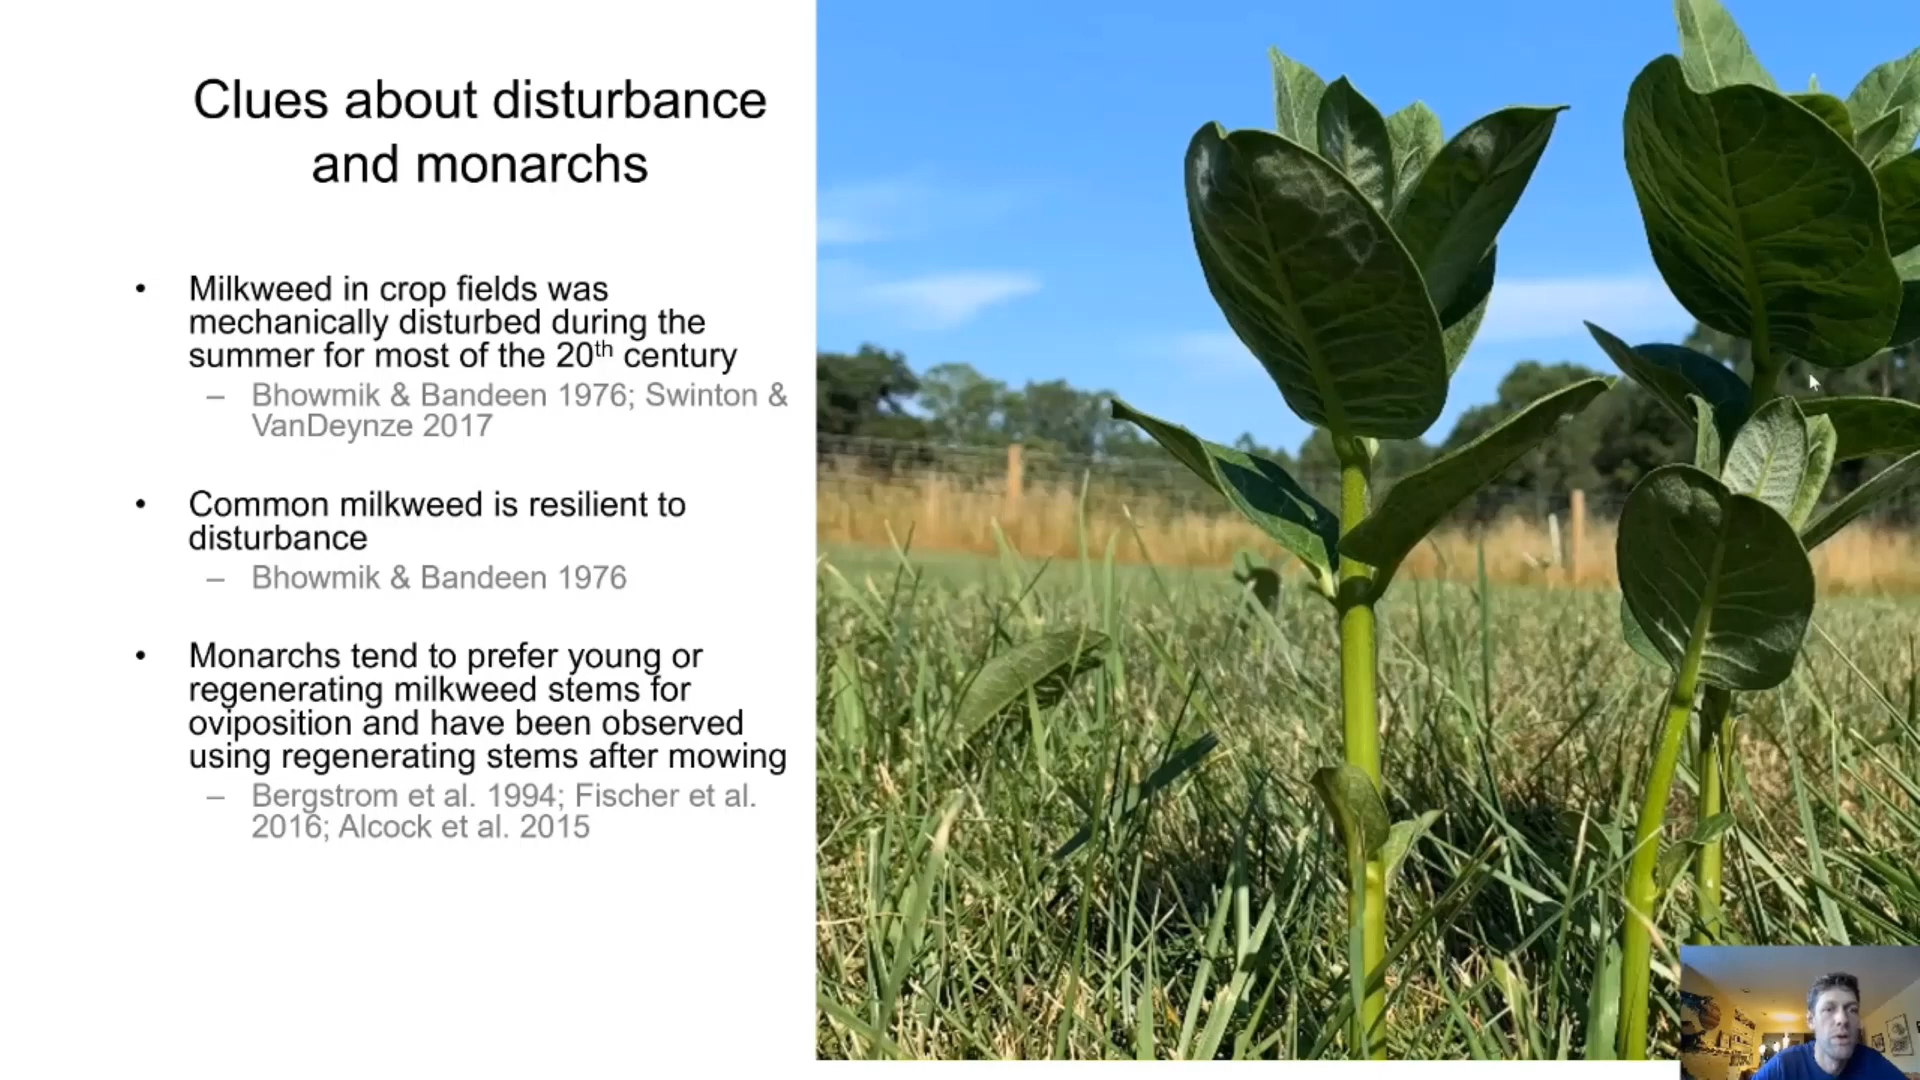 Clues about disturbance
and monarchs
• Milkweed in crop fields was
mechanically disturbed during the
summer for most of the 20th century
– Bhowmik & Bandeen 1976; Swinton &
VanDeynze 2017
• Common milkweed is resilient to
disturbance
– Bhowmik & Bandeen 1976
• Monarchs tend to prefer young or
regenerating milkweed stems for
oviposition and have been observed
using regenerating stems after mowing
– Bergstrom et al. 1994; Fischer et al.
2016; Alcock et al. 2015